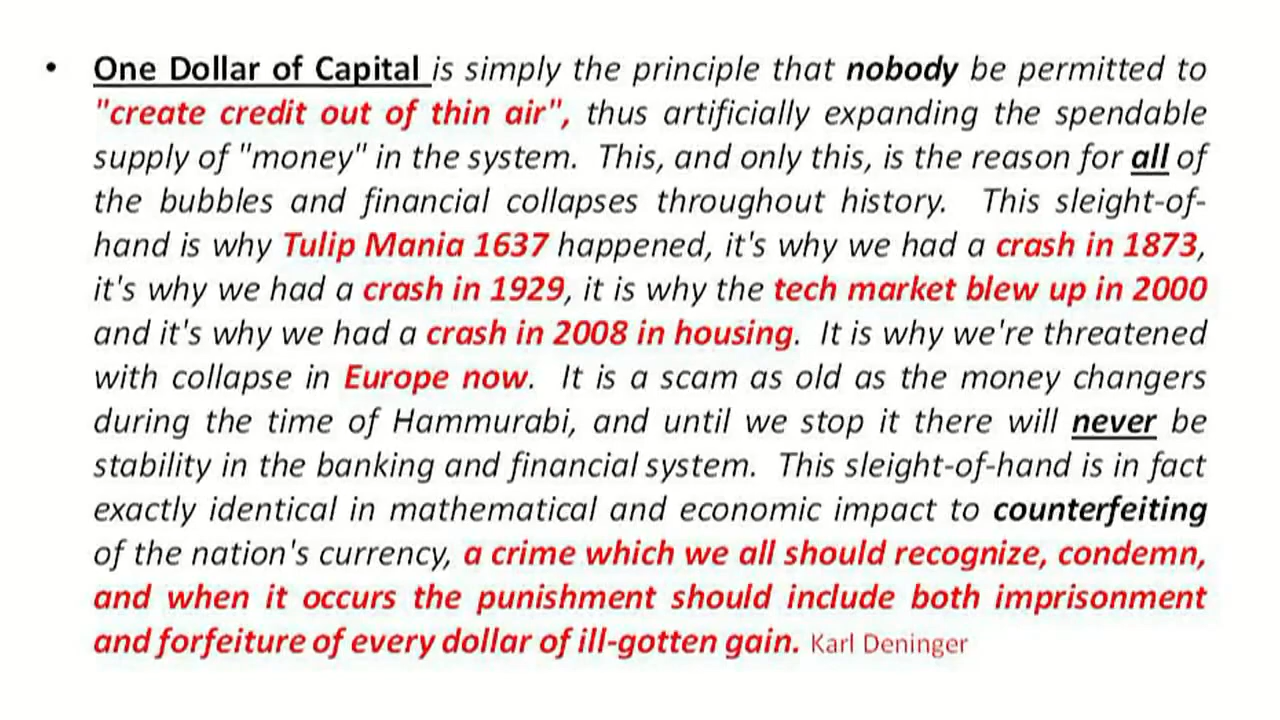 • One Dollar of Capital is simply the principle that nobody be permitted to
"create credit out of thin air", thus artificially expanding the spendable
supply of "money" in the system. This, and only this, is the reason for all of
the bubbles and financial collapses throughout history. This sleight-of-
hand is why Tulip Mania 1637 happened, it's why we had a crash in 1873,
it's why we had a crash in 1929, it is why the tech market blew up in 2000
and it's why we had a crash in 2008 in housing. It is why we're threatened
with collapse in Europe now. It is a scam as old as the money changers
during the time of Hammurabi, and until we stop it there will never be
stability in the banking and financial system. This sleight-of-hand is in fact
exactly identical in mathematical and economic impact to counterfeiting
of the nation's currency, a crime which we all should recognize, condemn,
and when it occurs the punishment should include both imprisonment
and forfeiture of every dollar of ill-gotten gain. Karl Deninger